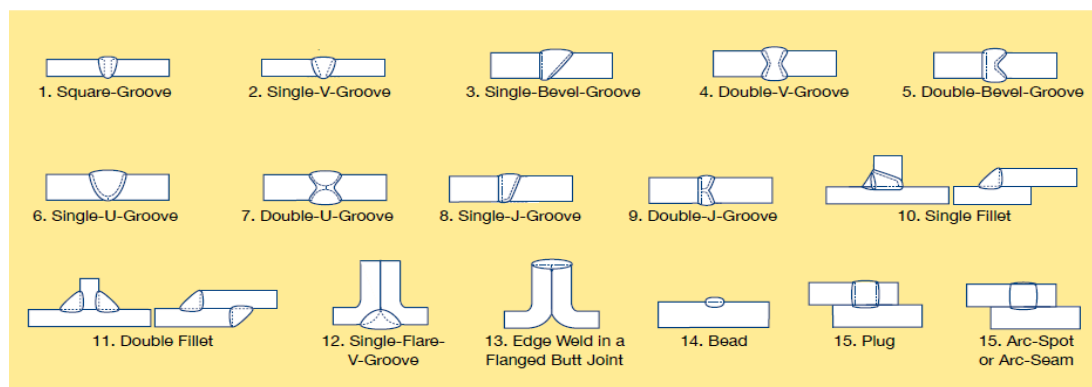 1. Square-Groove
2. Single-V-Groove
3. Single-Bevel-Groove
4. Double-V-Groove
5. Double-Bevel-Groove
6. Single-U-Groove
7. Double-U-Groove
8. Single-J-Groove
9. Double-J-Groove
10. Single Fillet
11. Double Fillet
12. Single-Flare-
V-Groove
13. Edge Weld in a
Flanged Butt Joint
14. Bead
15. Plug
15. Arc-Spot
or Arc-Seam